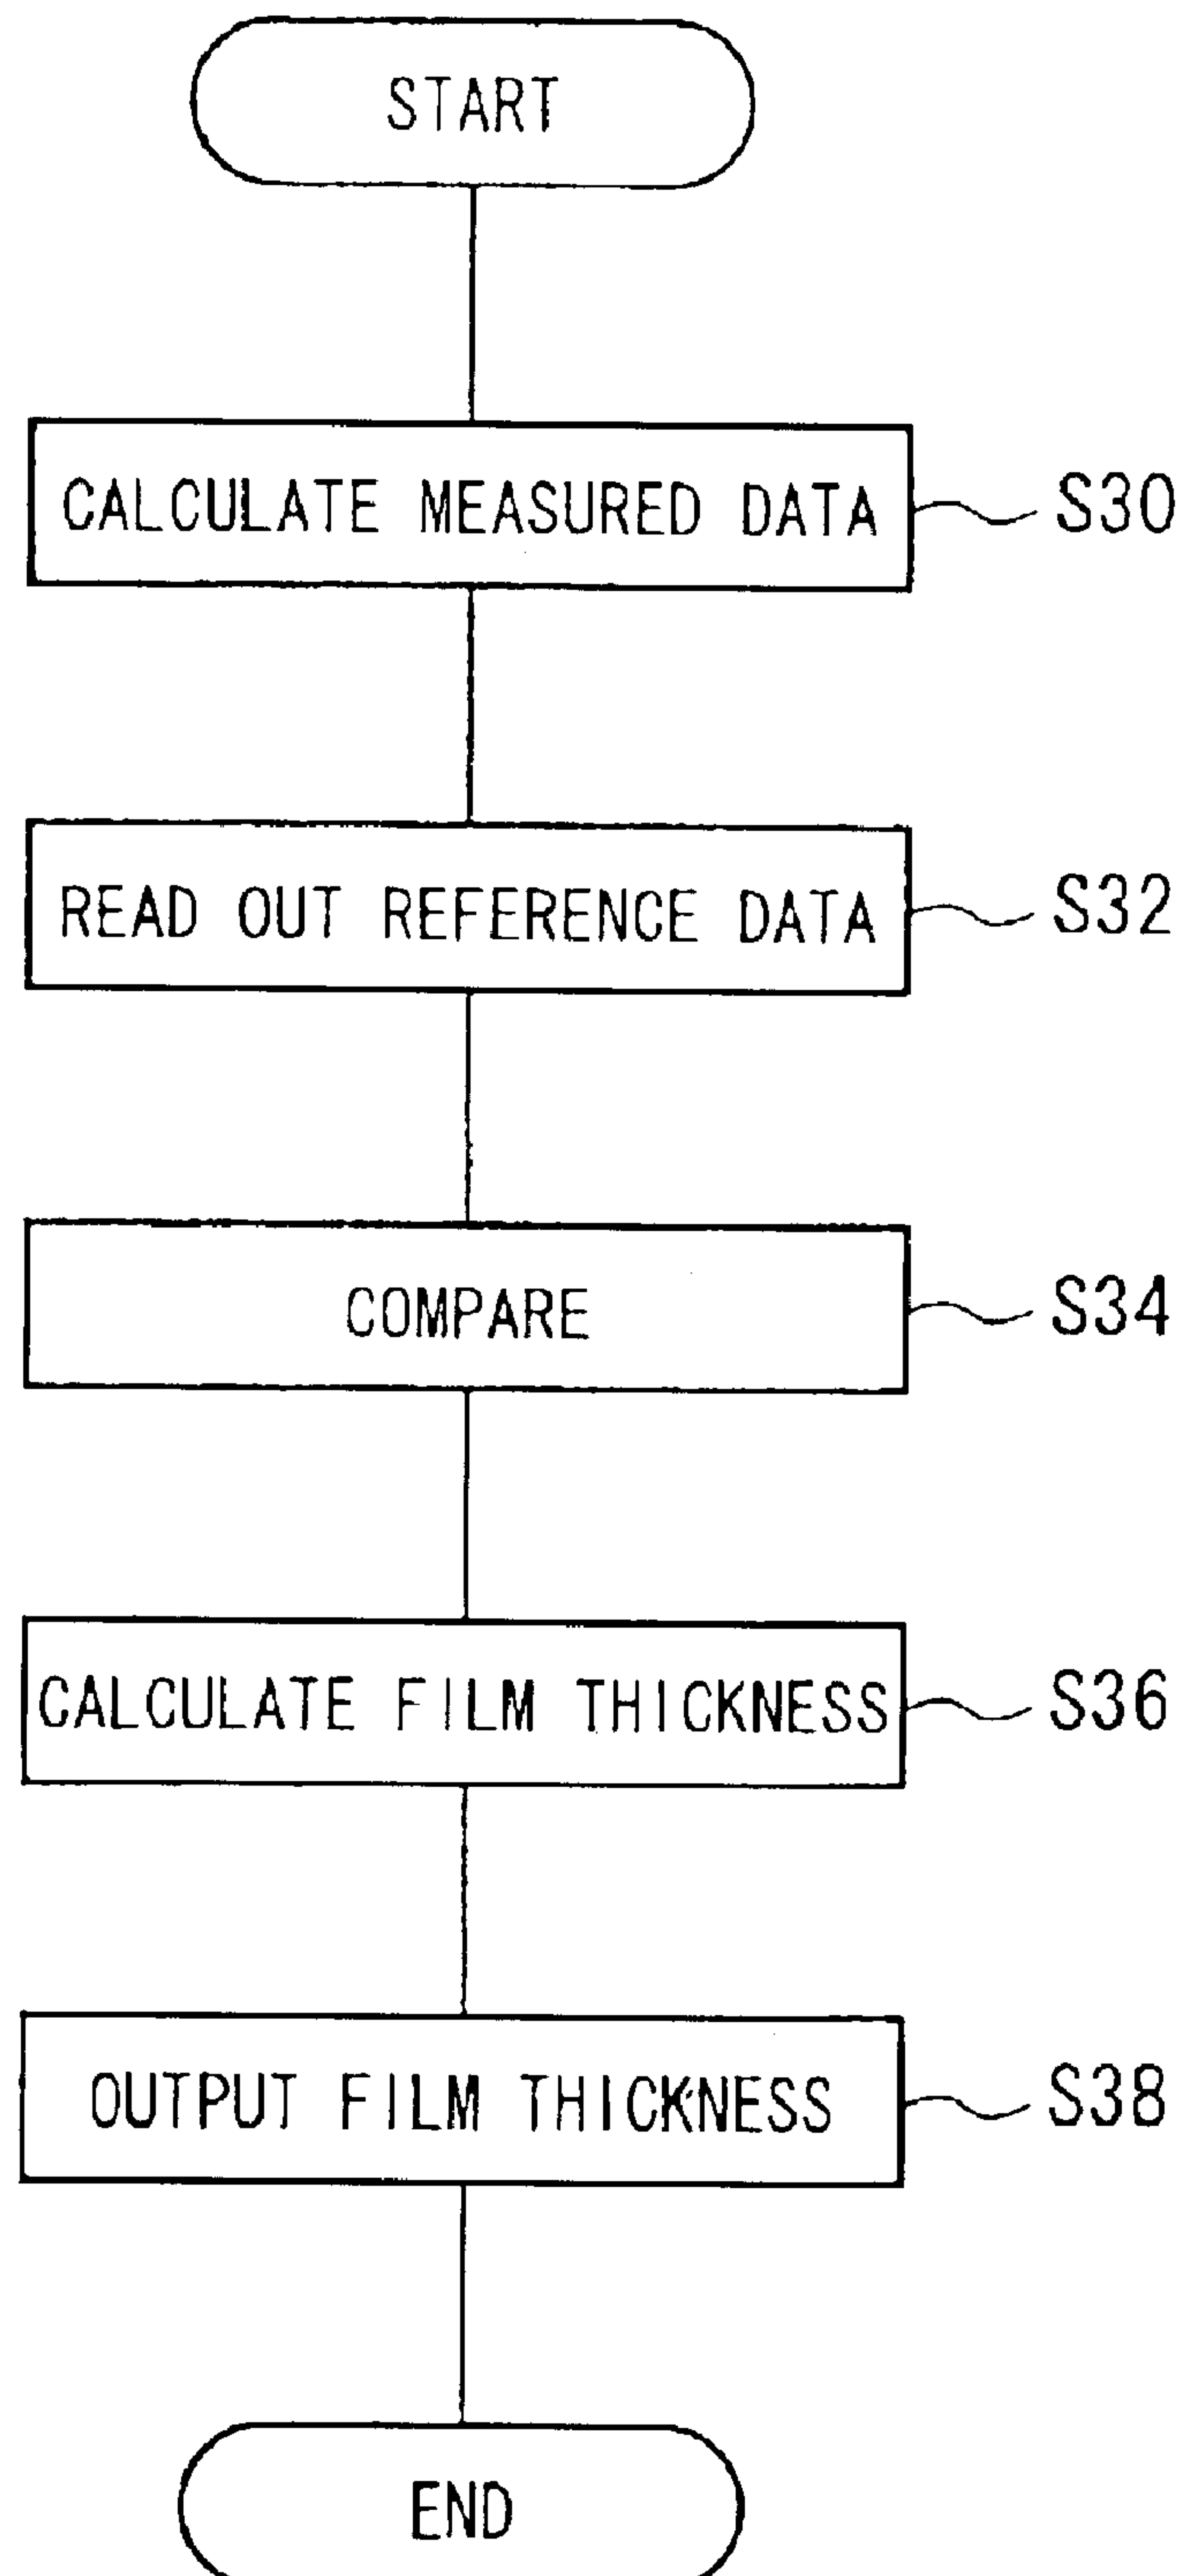 START
CALCULATE MEASURED DATA S30
READ OUT REFERENCE DATA S32
COMPARE S34
CALCULATE FILM THICKNESS S36
OUTPUT FILM THICKNESS S38
END